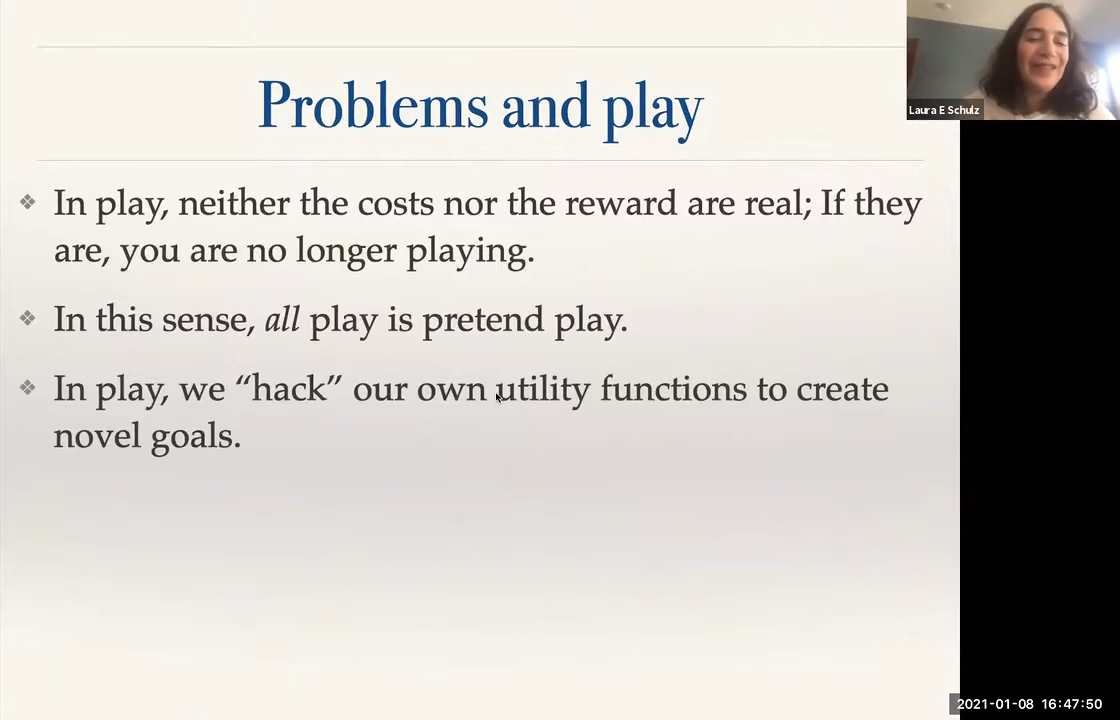 Laura E Schulz
Problems and play
❖ In play, neither the costs nor the reward are real; If they
are, you are no longer playing.
❖ In this sense, all play is pretend play.
❖ In play, we “hack” our own utility functions to create
novel goals.
2021-01-08 16:47:50